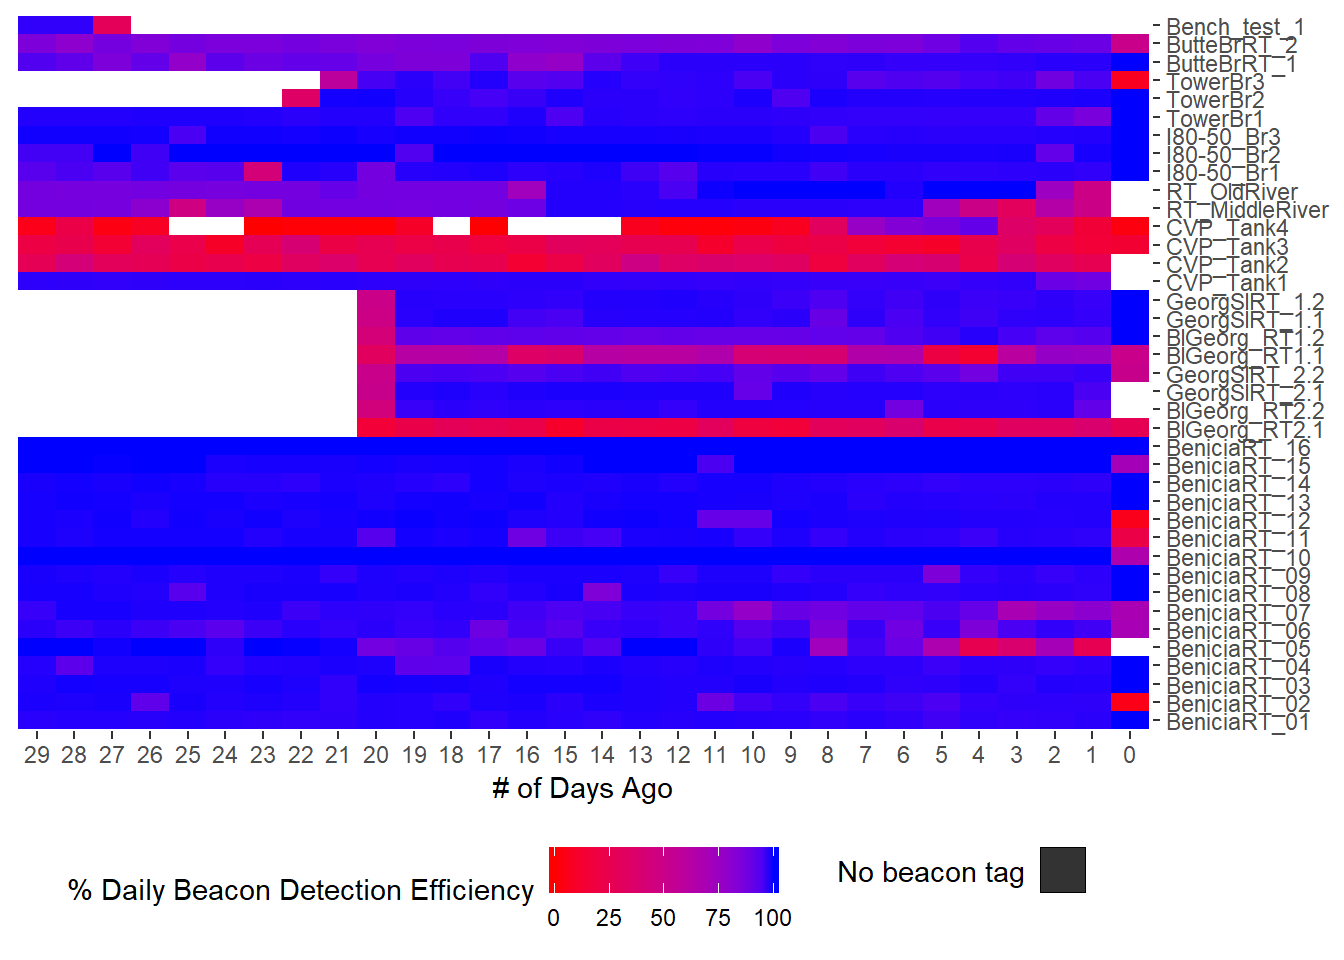 Bench_test_1
ButteBrRT_2
ButteBrRT_1
TowerBr3
TowerBr2
TowerBr1
I80-50_Br3
I80-50_Br2
I80-50_Br1
RT_OldRiver
RT_MiddleRiver
CVP_Tank4
CVP_Tank3
CVP_Tank2
CVP_Tank1
GeorgSlRT_1.2
GeorgSlRT_1.1
BlGeorg_RT1.2
BlGeorg_RT1.1
GeorgSlRT_2.2
GeorgSlRT_2.1
BlGeorg_RT2.2
BlGeorg_RT2.1
BeniciaRT_16
BeniciaRT_15
BeniciaRT_14
BeniciaRT_13
BeniciaRT_12
BeniciaRT_11
BeniciaRT_10
BeniciaRT_09
BeniciaRT_08
BeniciaRT_07
BeniciaRT_06
BeniciaRT_05
BeniciaRT_04
BeniciaRT_03
BeniciaRT_02
BeniciaRT_01
29 28 27 26 25 24 23 22 21 20 19 18 17 16 15 14 13 12 11 10 9 8 7 6 5 4 3 2 1 0
# of Days Ago
% Daily Beacon Detection Efficiency
0 25 50 75 100
No beacon tag